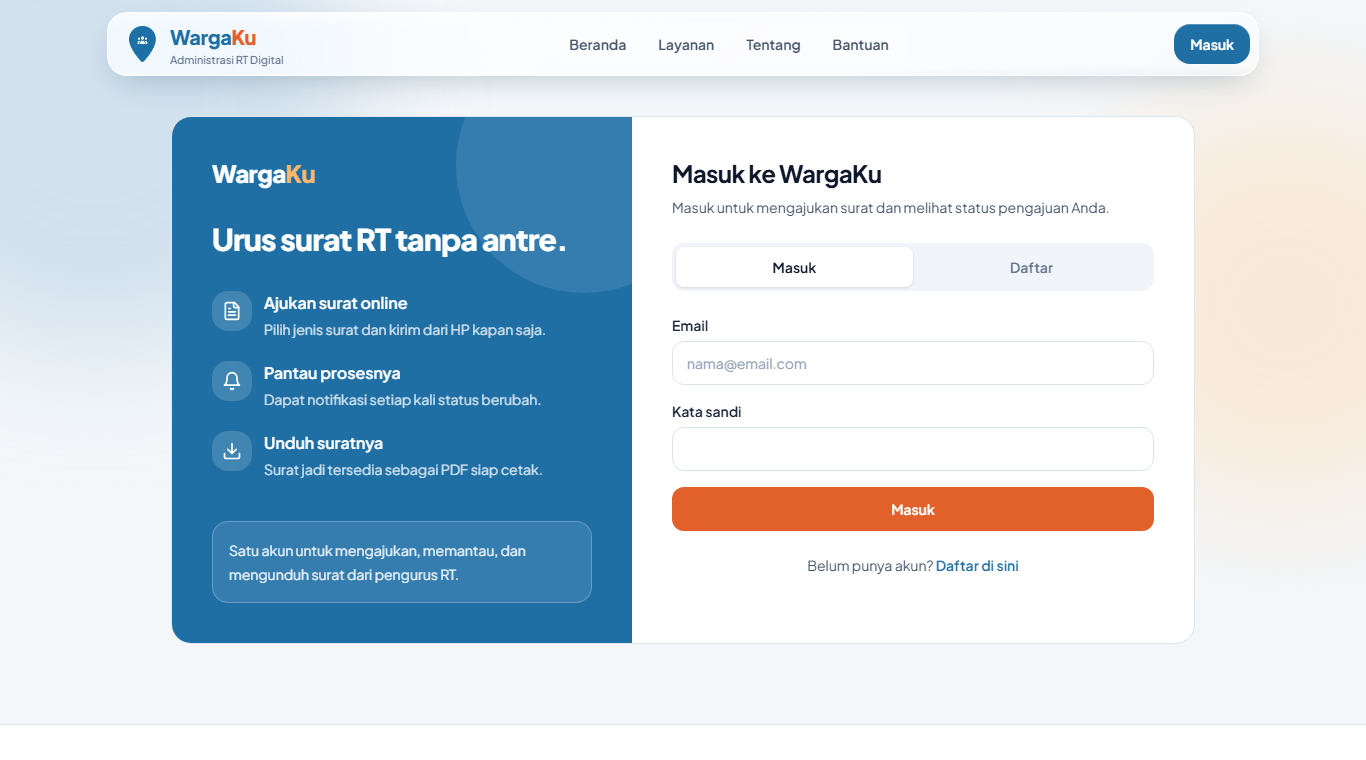 WargaKu
Administrasi RT Digital
Beranda
Layanan
Tentang
Bantuan
Masuk
WargaKu
Urus surat RT tanpa antre.
Ajukan surat online
Pilih jenis surat dan kirim dari HP kapan saja.
Pantau prosesnya
Dapat notifikasi setiap kali status berubah.
Unduh suratnya
Surat jadi tersedia sebagai PDF siap cetak.
Satu akun untuk mengajukan, memantau, dan
mengunduh surat dari pengurus RT.
Masuk ke WargaKu
Masuk untuk mengajukan surat dan melihat status pengajuan Anda.
Masuk
Daftar
Email
nama@email.com
Kata sandi
Masuk
Belum punya akun? Daftar di sini